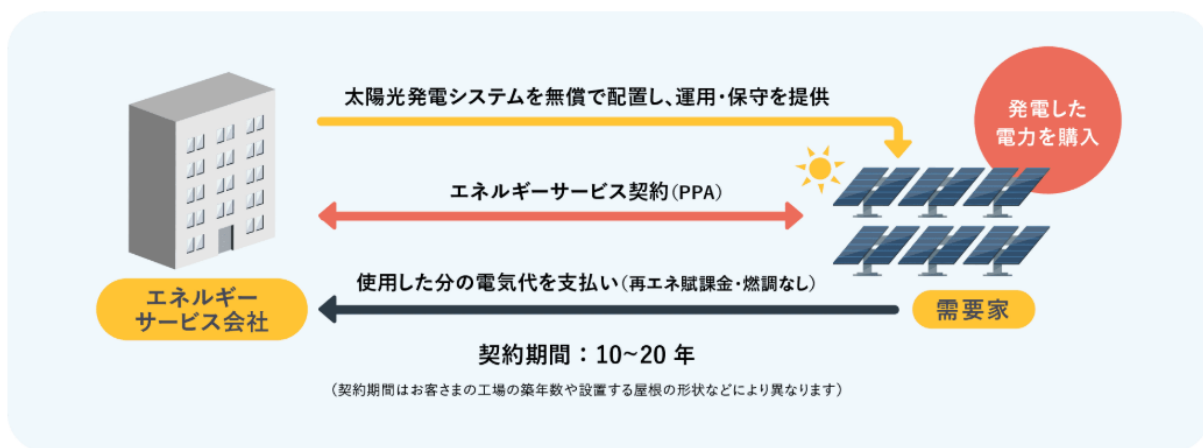 太陽光発電システムを無償で配置し、運用・保守を提供
発電した
電力を購入
エネルギーサービス契約(PPA)
使用した分の電気代を支払い(再エネ賦課金・燃調なし)
エネルギー
サービス会社
需要家
契約期間：10~20 年
(契約期間はお客さまの工場の築年数や設置する屋根の形状などにより異なります)